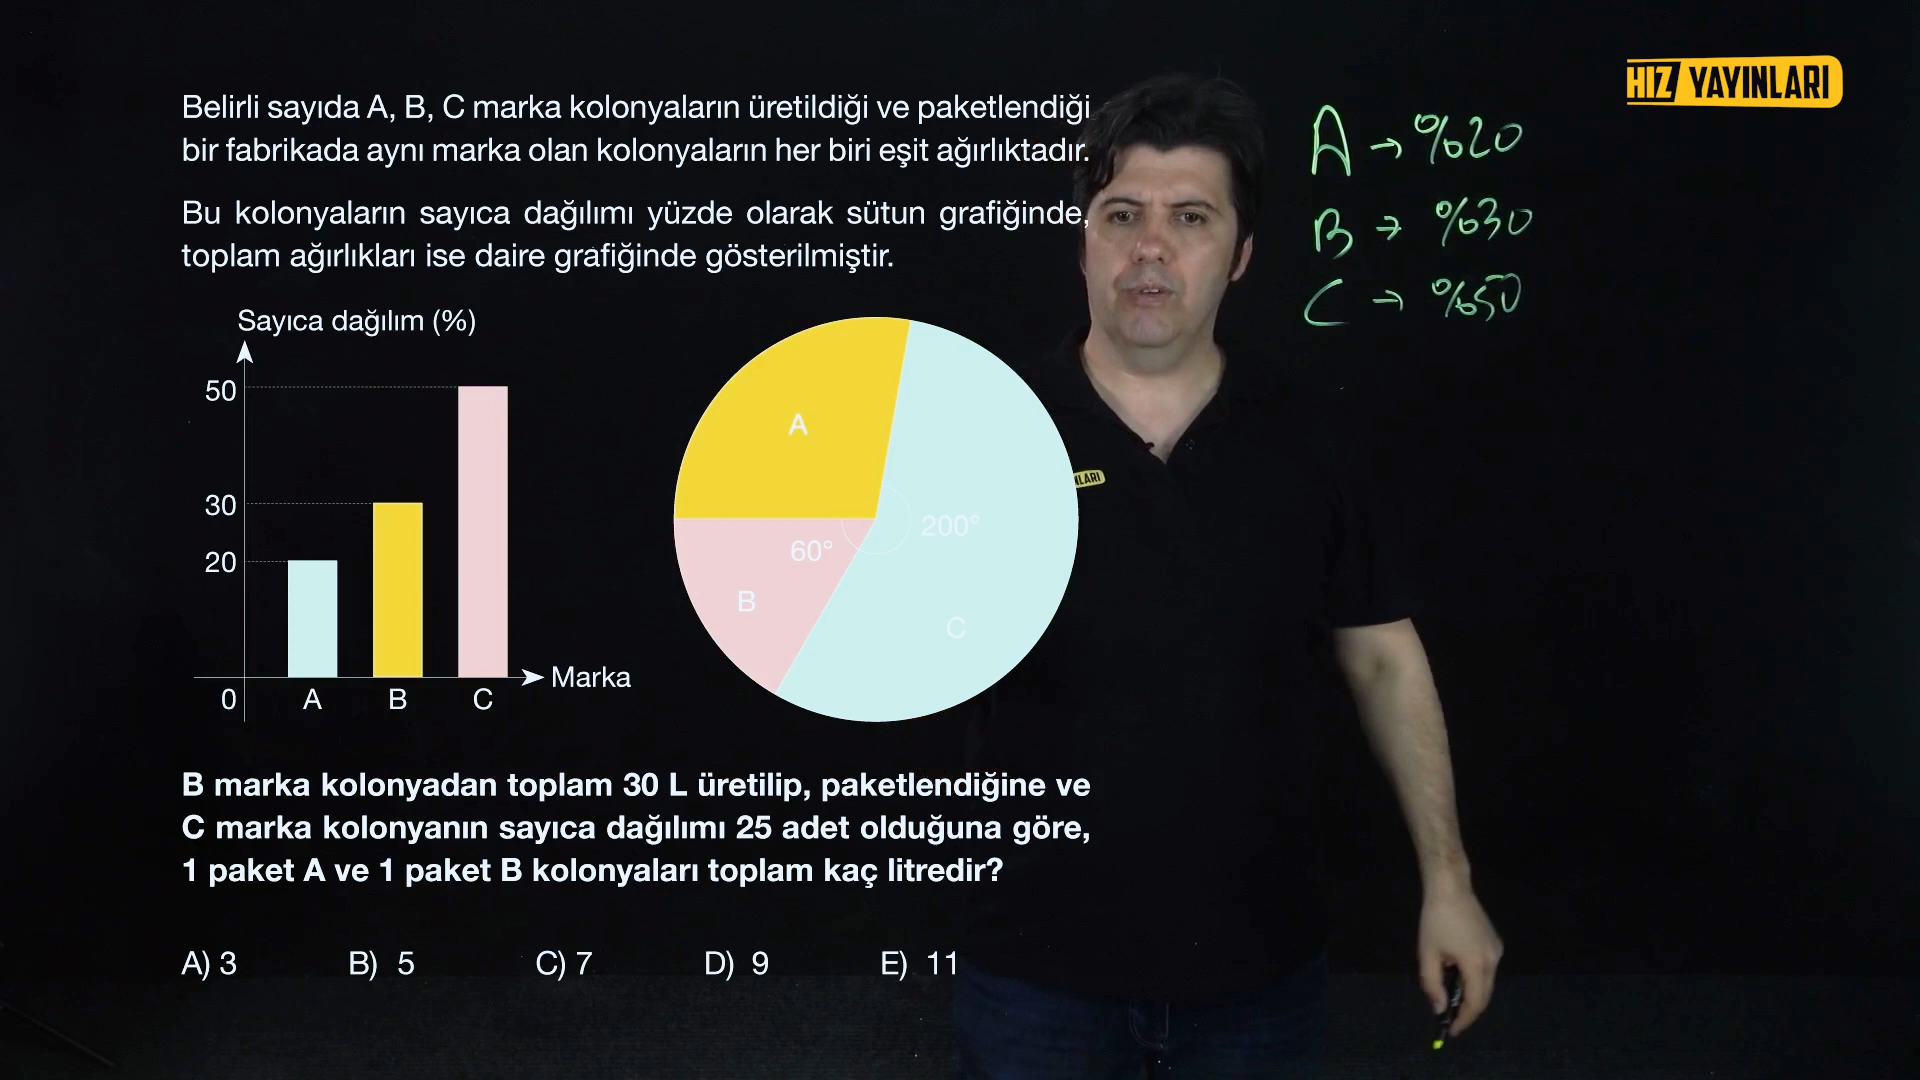 HIZ YAYINLARI
Belirli sayıda A, B, C marka kolonyaların üretildiği ve paketlendiği
bir fabrikada aynı marka olan kolonyaların her biri eşit ağırlıktadır.
Bu kolonyaların sayıca dağılımı yüzde olarak sütun grafiğinde,
toplam ağırlıkları ise daire grafiğinde gösterilmiştir.
A → %20
B → %30
C → %50
Sayıca dağılım (%)
50
30
20
0
A B C
Marka
A
200°
60°
B
C
LARI
B marka kolonyadan toplam 30 L üretilip, paketlendiğine ve
C marka kolonyanın sayıca dağılımı 25 adet olduğuna göre,
1 paket A ve 1 paket B kolonyaları toplam kaç litredir?
A) 3 B) 5 C) 7 D) 9 E) 11